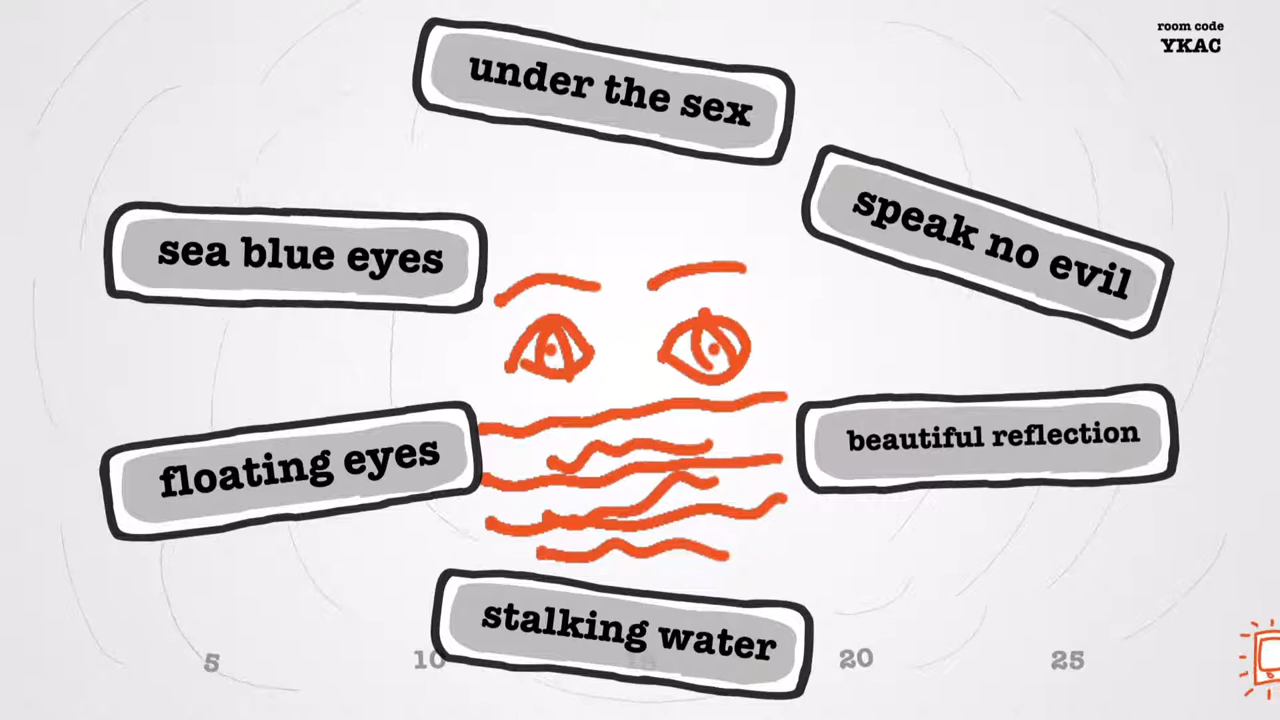 room code
YKAC
under the sex
speak no evil
sea blue eyes
floating eyes
beautiful reflection
stalking water
5
10
15
20
25